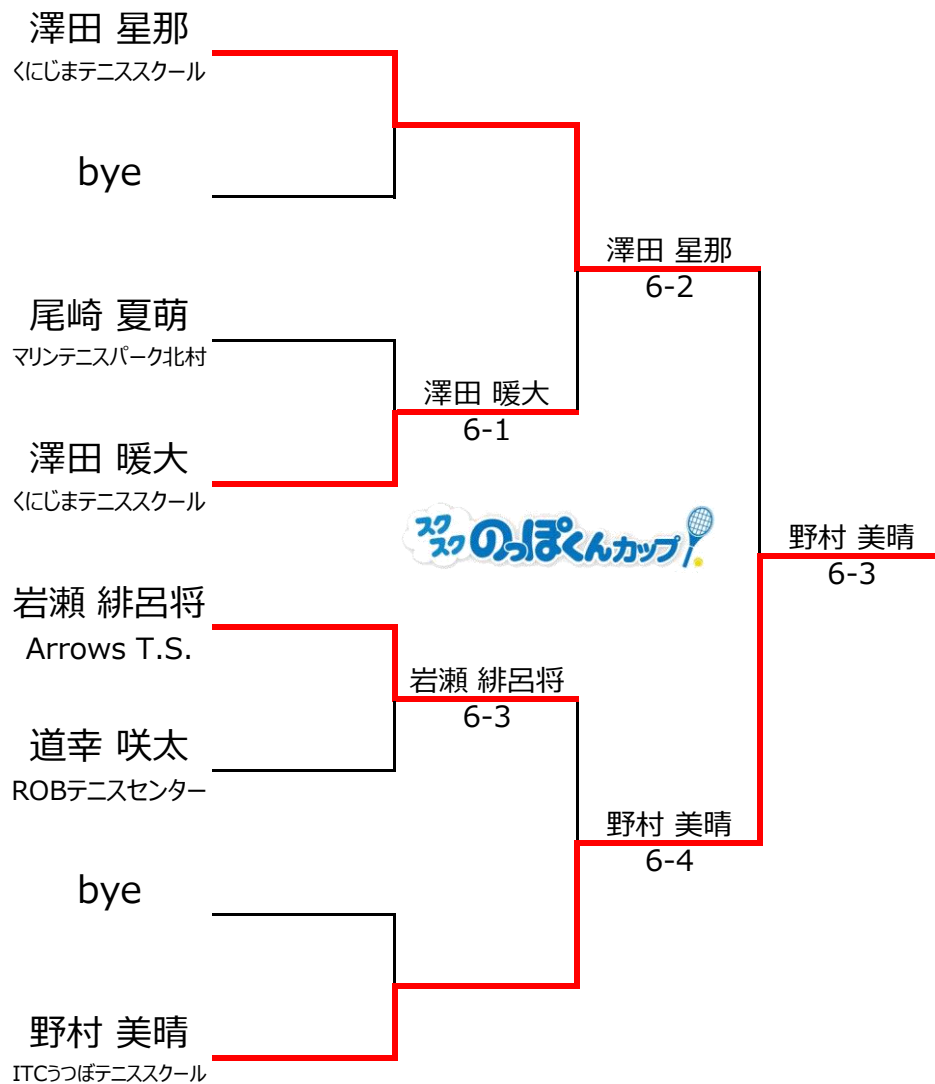 澤田 星那
くにじまテニススクール
bye
澤田 星那
6-2
尾崎 夏萌
マリンテニスパーク北村
澤田 暖大
6-1
澤田 暖大
くにじまテニススクール
スクスク のっぽくんカップ
野村 美晴
6-3
岩瀬 緋呂将
Arrows T.S.
岩瀬 緋呂将
6-3
道幸 咲太
ROBテニスセンター
野村 美晴
6-4
bye
野村 美晴
ITCうつぼテニススクール